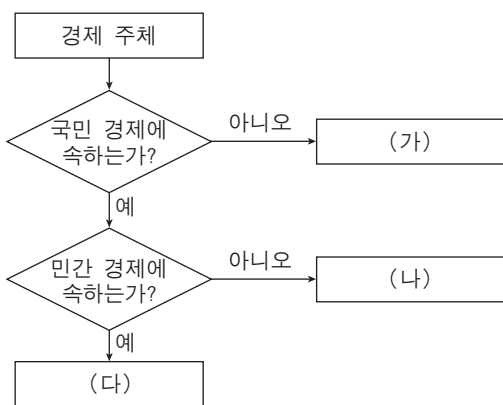 경제 주체
국민 경제에
속하는가?
아니오
(가)
예
민간 경제에
속하는가?
아니오
(나)
예
(다)